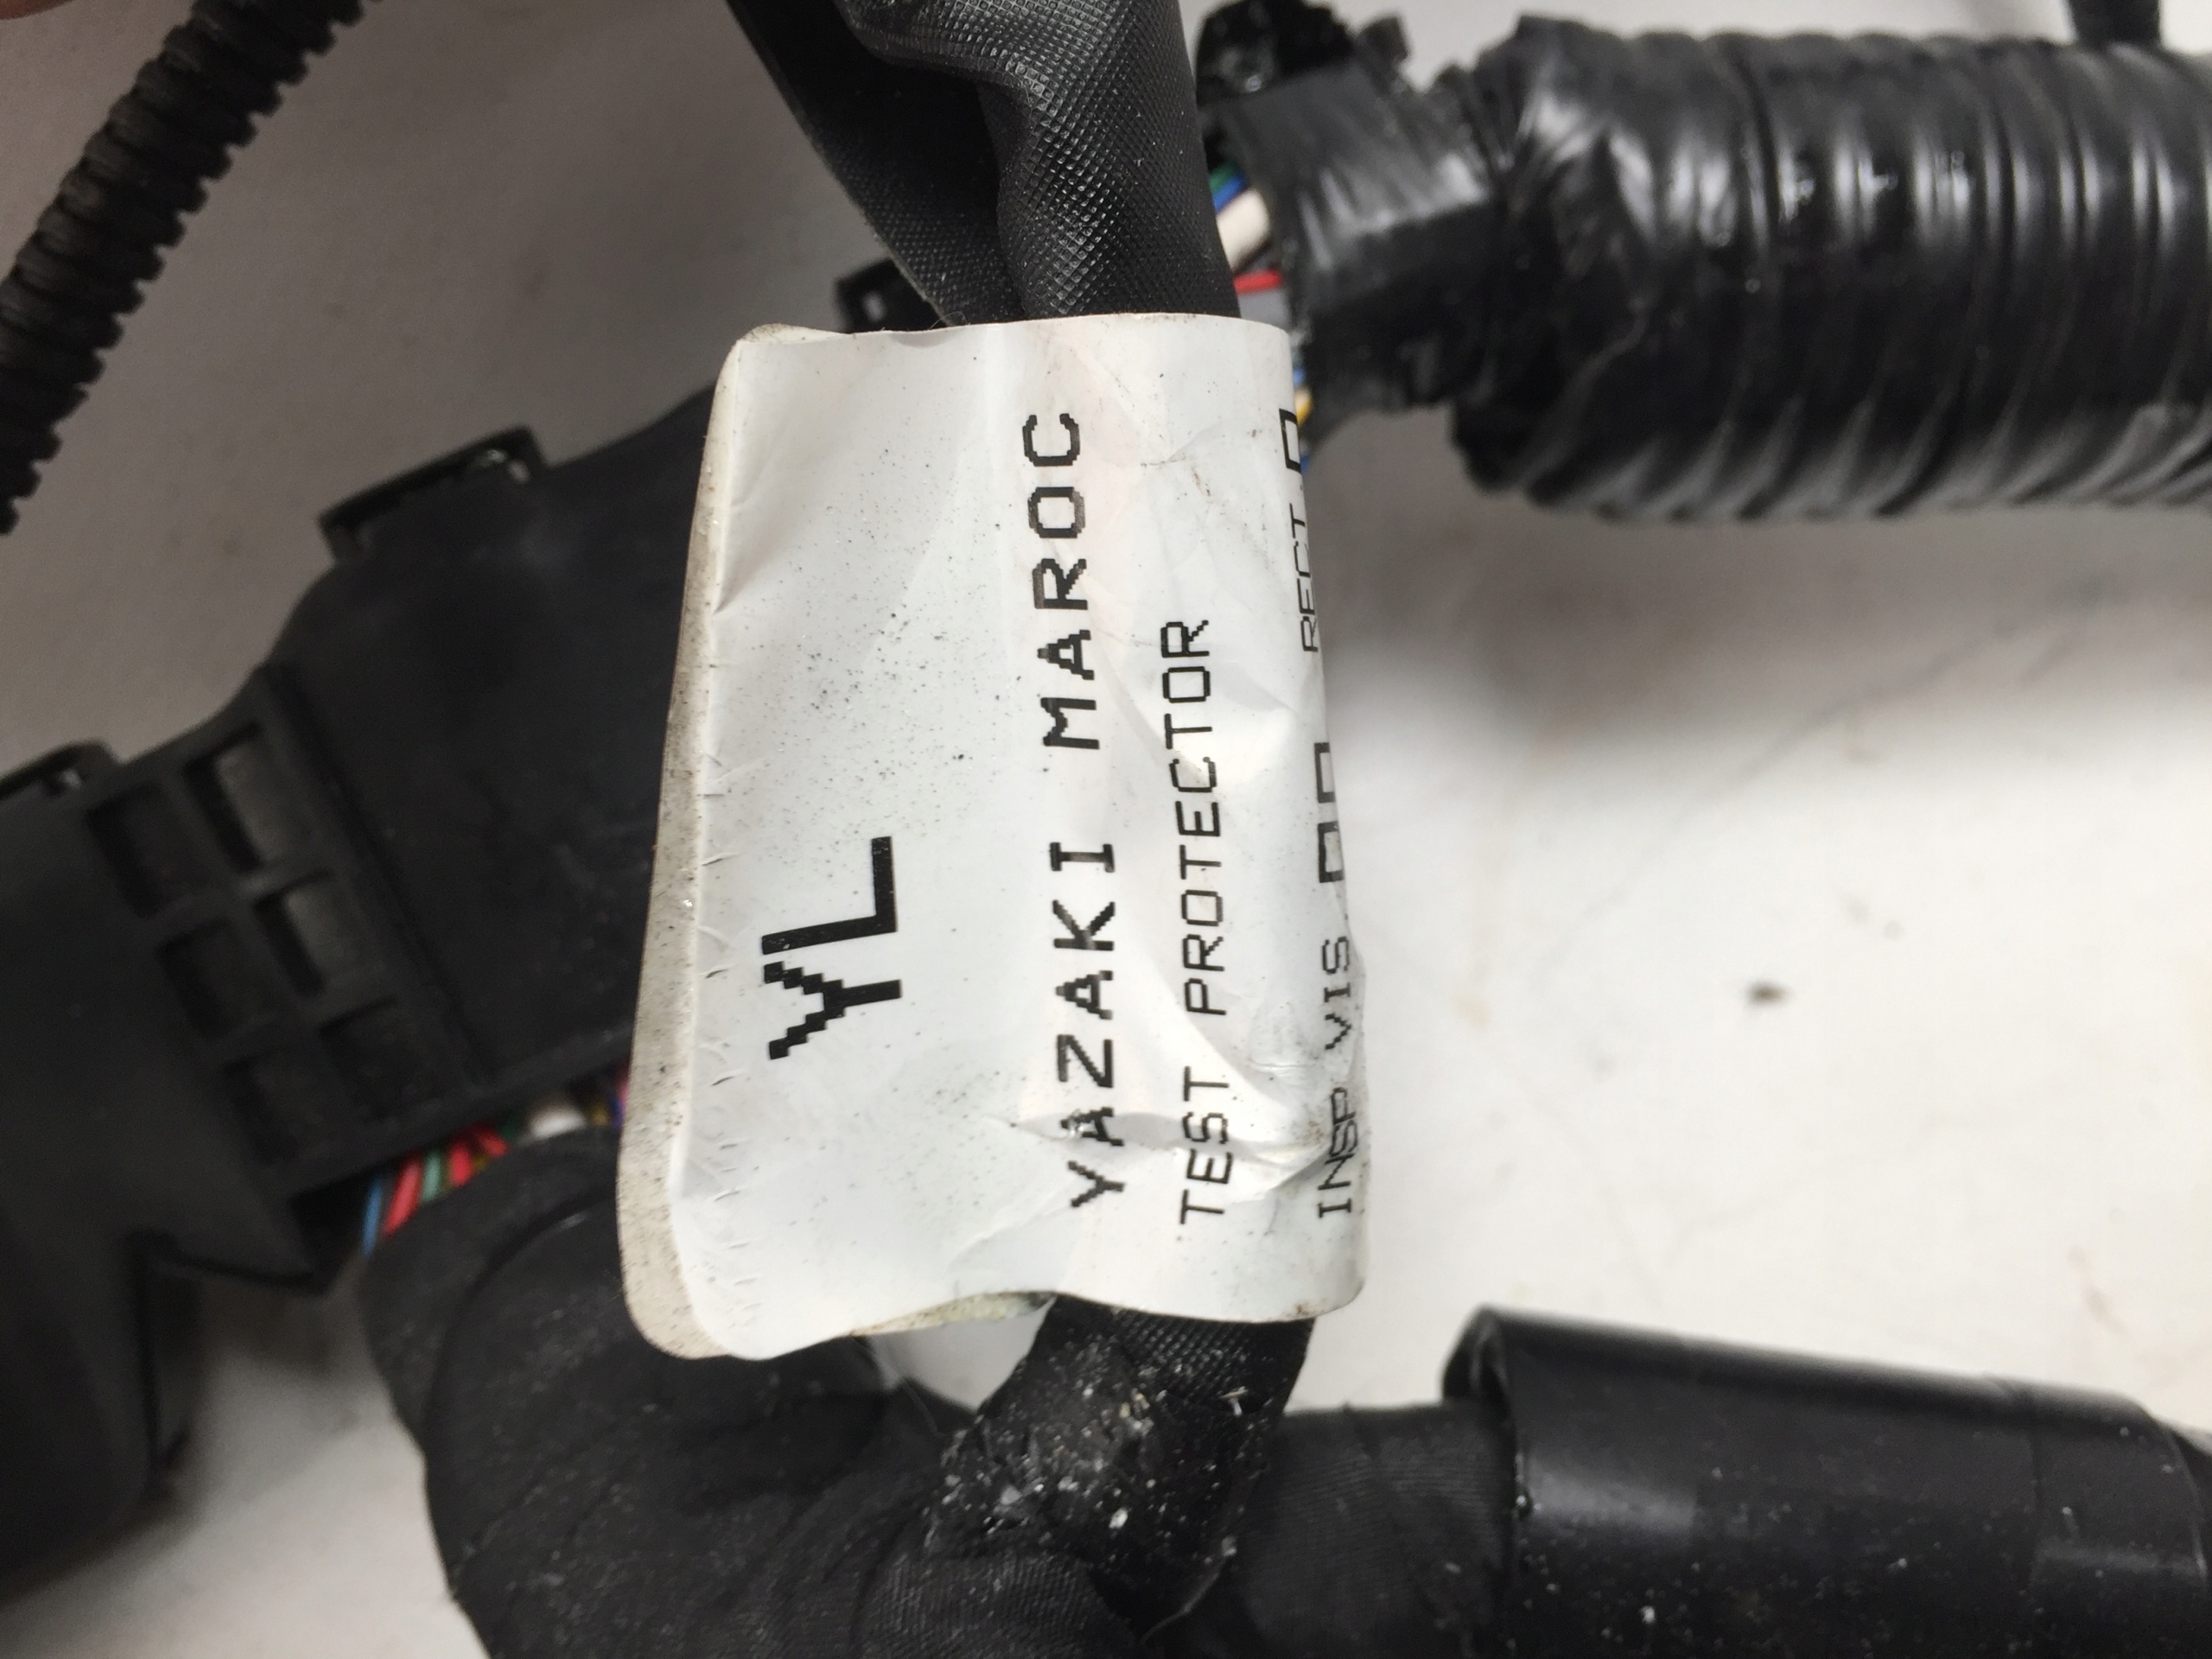 YL
YAZAKI MAROC
TEST PROTECTOR
INSP VIS RECT